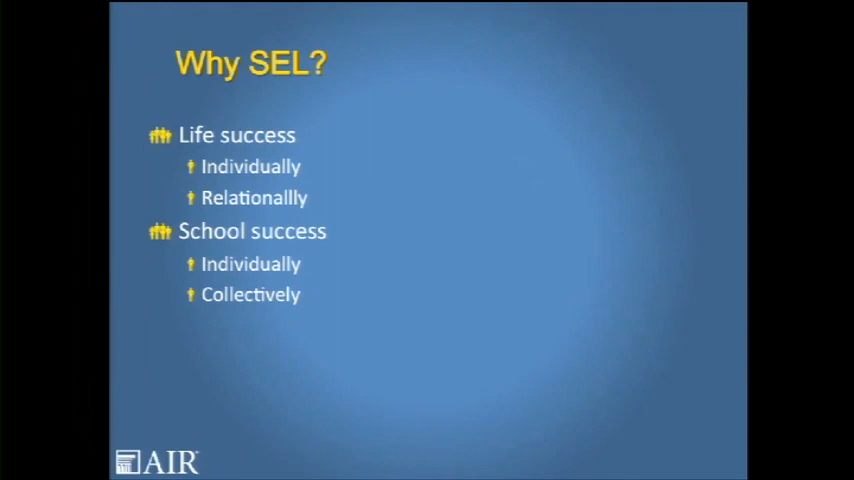 Why SEL?
Life success
Individually
Relationallly
School success
Individually
Collectively
AIR